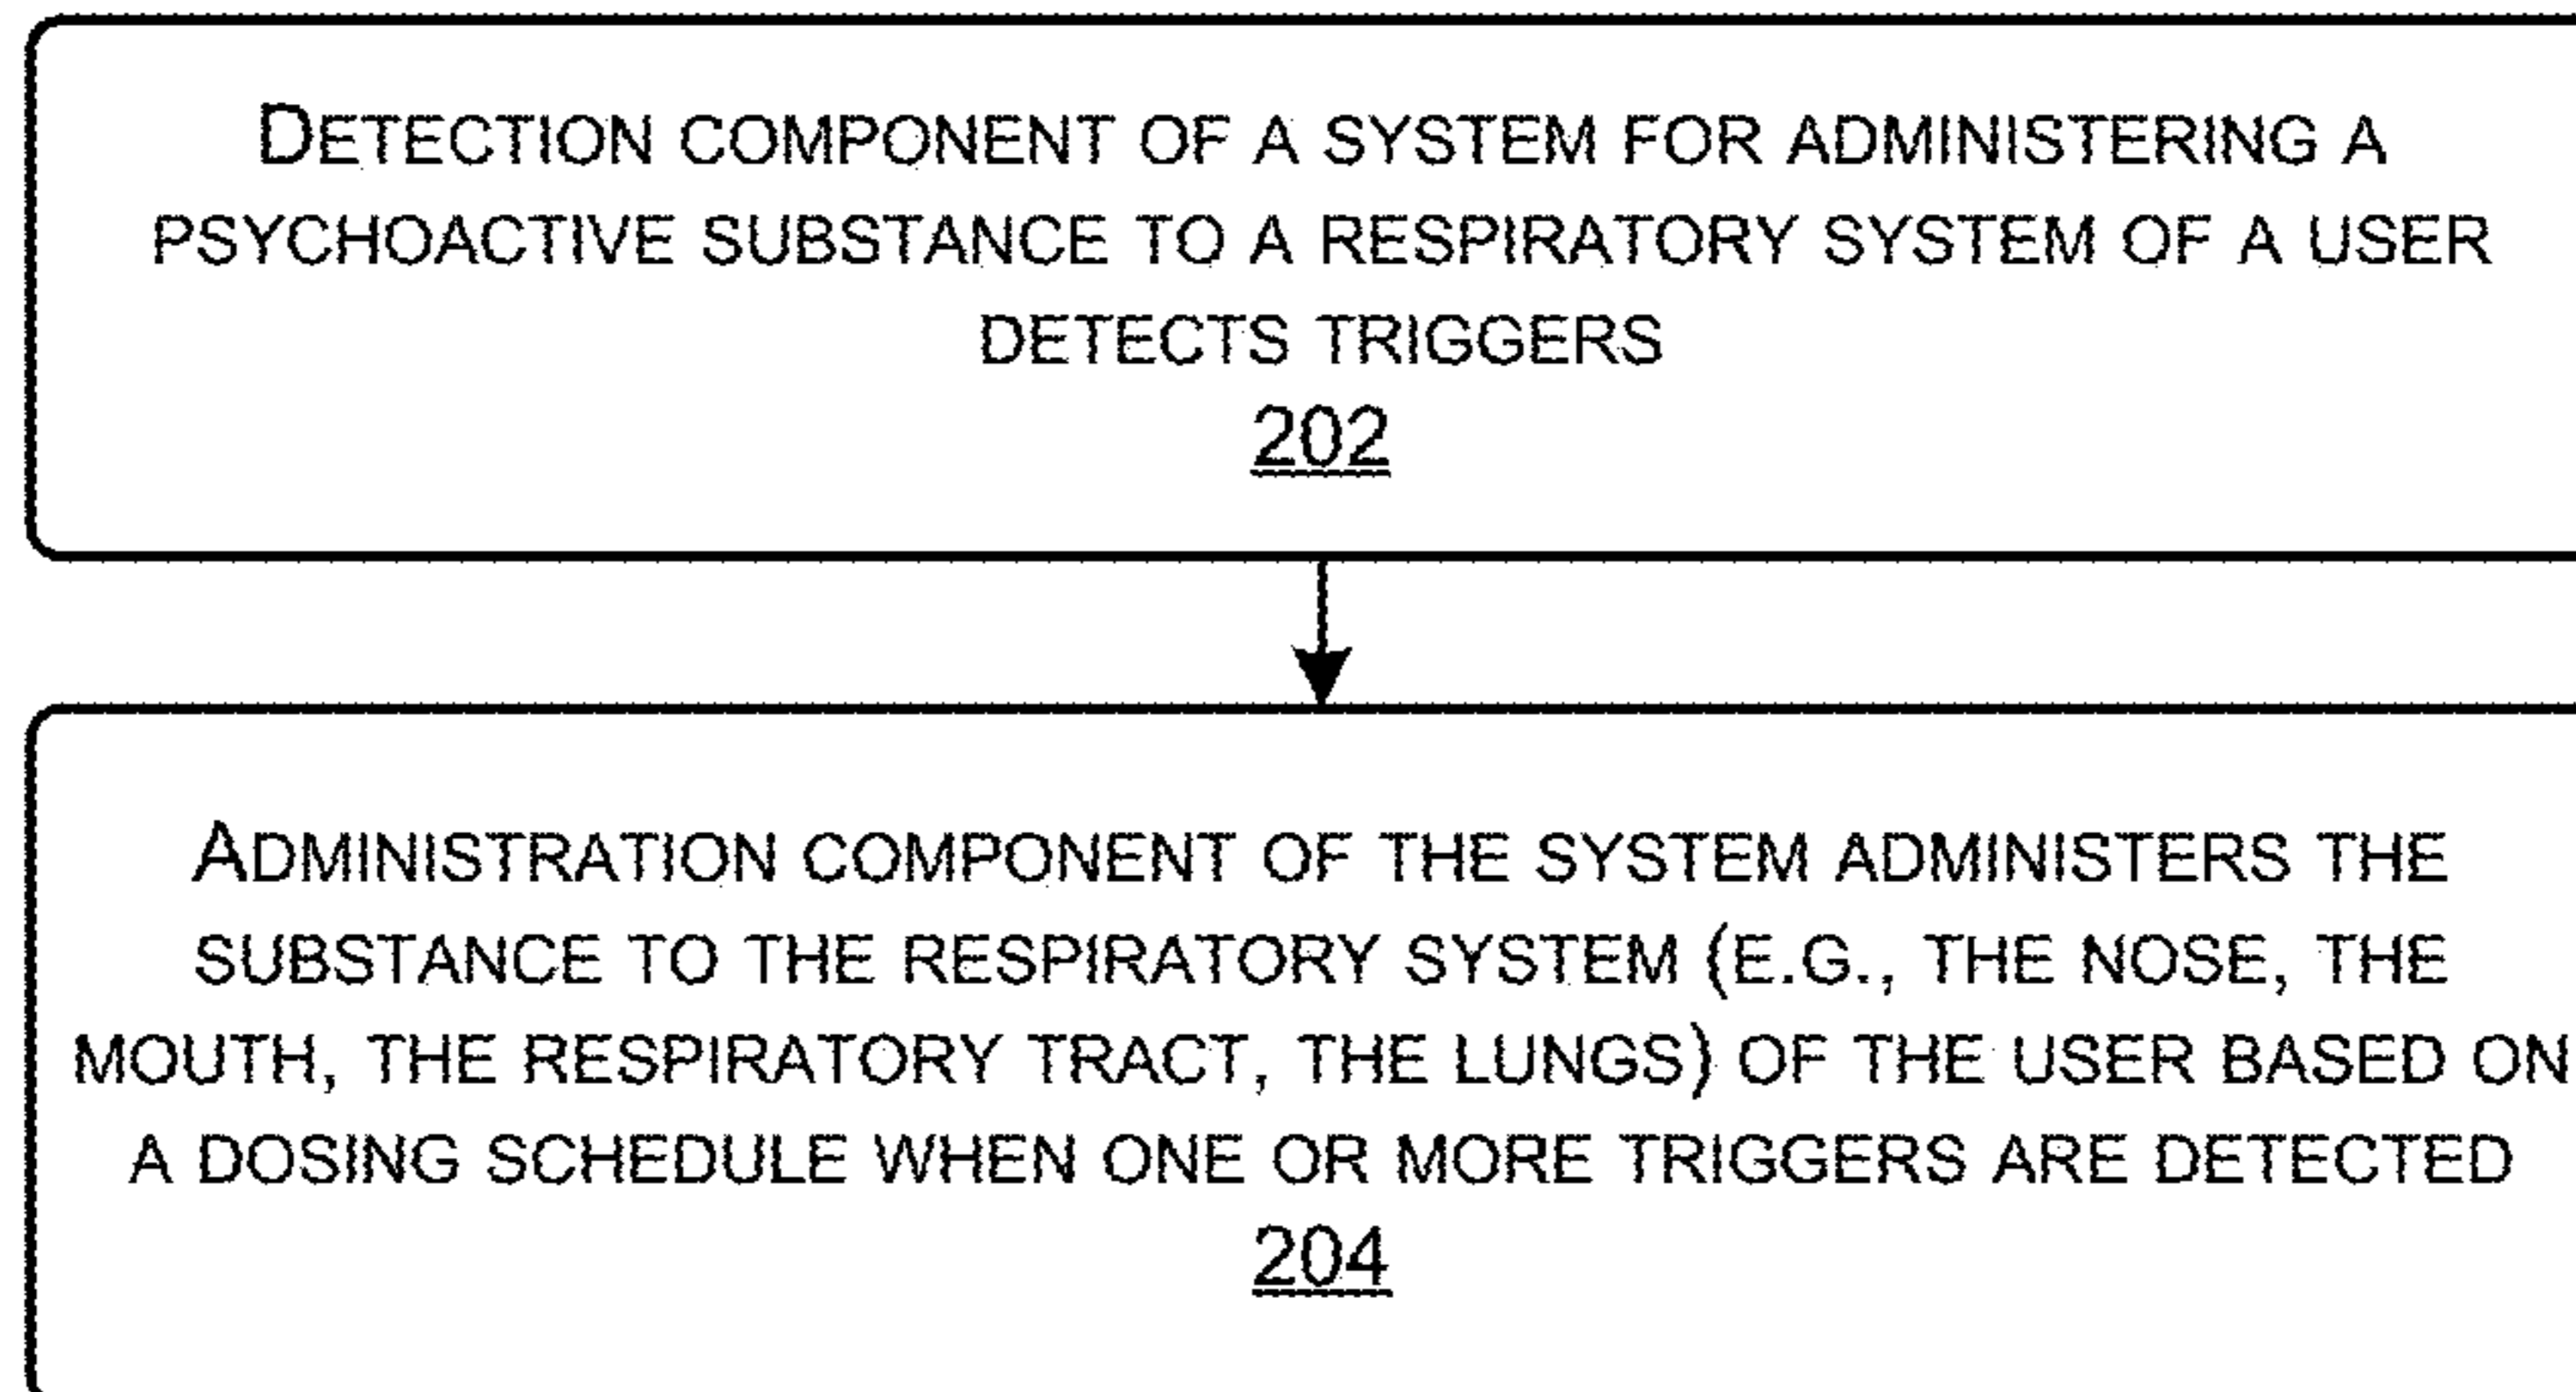 DETECTION COMPONENT OF A SYSTEM FOR ADMINISTERING A
PSYCHOACTIVE SUBSTANCE TO A RESPIRATORY SYSTEM OF A USER
DETECTS TRIGGERS
202
ADMINISTRATION COMPONENT OF THE SYSTEM ADMINISTERS THE
SUBSTANCE TO THE RESPIRATORY SYSTEM (E.G., THE NOSE, THE
MOUTH, THE RESPIRATORY TRACT, THE LUNGS) OF THE USER BASED ON
A DOSING SCHEDULE WHEN ONE OR MORE TRIGGERS ARE DETECTED
204